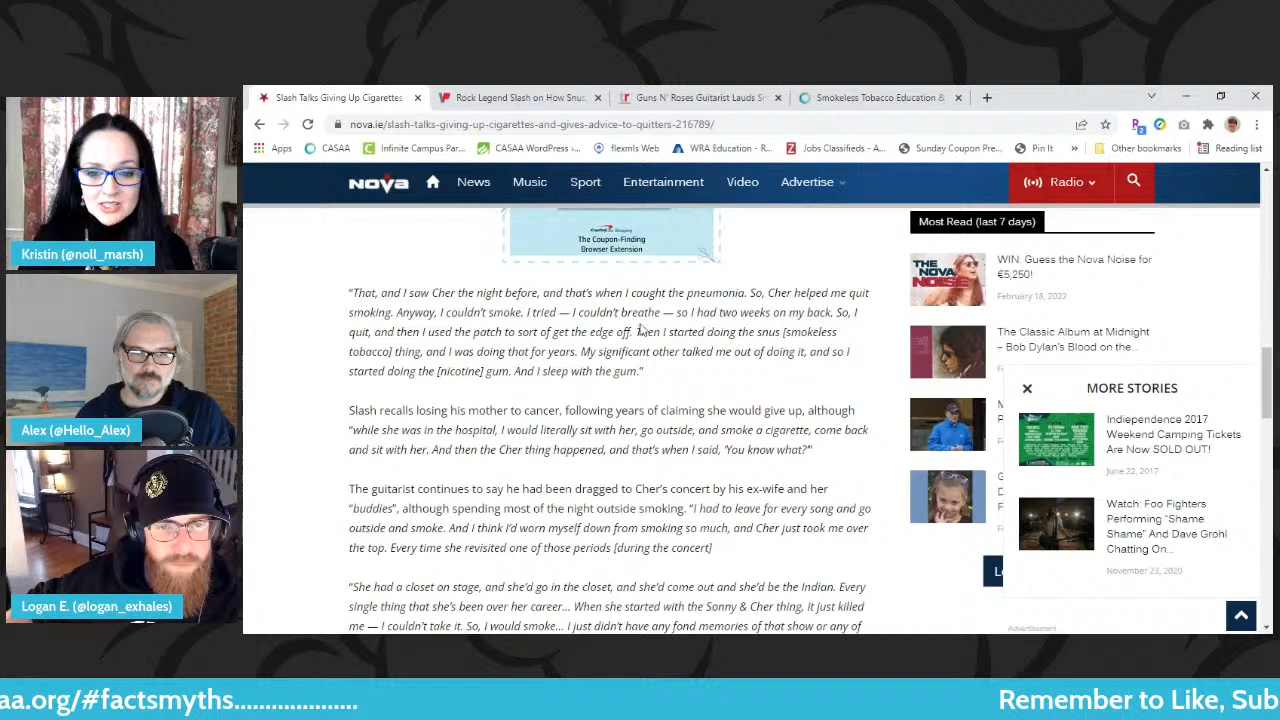 Slash Talks Giving Up Cigarettes
Rock Legend Slash on How Snus
Guns N' Roses Guitarist Lauds S
Smokeless Tobacco Education &
nova.ie/slash-talks-giving-up-cigarettes-and-gives-advice-to-quitters-216789/
Apps
CASAA
Infinite Campus Par...
CASAA WordPress ›...
flexmls Web
WRA Education - R...
Jobs Classifieds - A...
Sunday Coupon Pre...
Pin It
»
Other bookmarks
Reading list
NOVA
News
Music
Sport
Entertainment
Video
Advertise
Radio
Capital One Shopping
The Coupon-Finding
Browser Extension
"That, and I saw Cher the night before, and that's when I caught the pneumonia. So, Cher helped me quit
smoking. Anyway, I couldn't smoke. I tried — I couldn't breathe — so I had two weeks on my back. So, I
quit, and then I used the patch to sort of get the edge off. Then I started doing the snus [smokeless
tobacco] thing, and I was doing that for years. My significant other talked me out of doing it, and so I
started doing the [nicotine] gum. And I sleep with the gum."
Slash recalls losing his mother to cancer, following years of claiming she would give up, although
"while she was in the hospital, I would literally sit with her, go outside, and smoke a cigarette, come back
and sit with her. And then the Cher thing happened, and that's when I said, 'You know what?'"
The guitarist continues to say he had been dragged to Cher's concert by his ex-wife and her
"buddies", although spending most of the night outside smoking. "I had to leave for every song and go
outside and smoke. And I think I'd worn myself down from smoking so much, and Cher just took me over
the top. Every time she revisited one of those periods [during the concert]
"She had a closet on stage, and she'd go in the closet, and she'd come out and she'd be the Indian. Every
single thing that she's been over her career... When she started with the Sonny & Cher thing, it just killed
me — I couldn't take it. So, I would smoke... I just didn't have any fond memories of that show or any of
Most Read (last 7 days)
THE NOVA NOISE
WIN: Guess the Nova Noise for
€5,250!
February 18, 2022
The Classic Album at Midnight
– Bob Dylan's Blood on the...
MORE STORIES
Indiependence 2017
Weekend Camping Tickets
Are Now SOLD OUT!
June 22, 2017
Watch: Foo Fighters
Performing "Shame
Shame" And Dave Grohl
Chatting On...
November 23, 2020
Advertisement
Kristin (@noll_marsh)
Alex (@Hello_Alex)
Logan E. (@logan_exhales)
aa.org/#factsmyths....................
Remember to Like, Sub